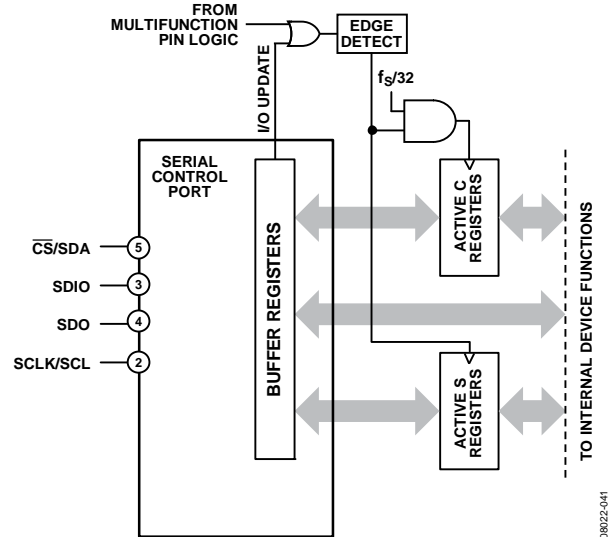 FROM
MULTIFUNCTION
PIN LOGIC
EDGE
DETECT
I/O UPDATE
fS/32
SERIAL
CONTROL
PORT
BUFFER REGISTERS
ACTIVE C
REGISTERS
CS/SDA
5
SDIO
3
SDO
4
SCLK/SCL
2
ACTIVE S
REGISTERS
TO INTERNAL DEVICE FUNCTIONS
08022-041